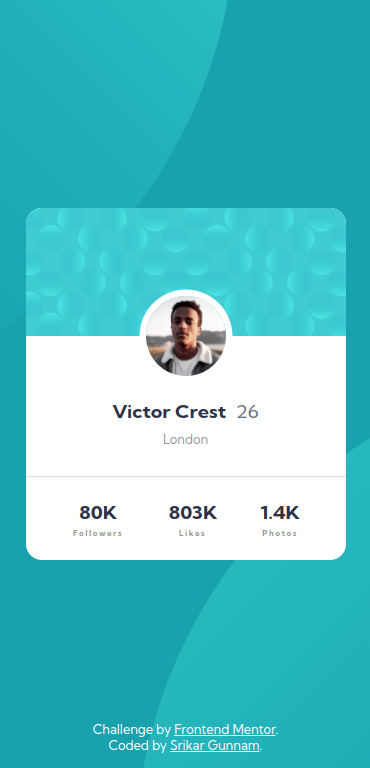 Victor Crest 26
London
80K 803K 1.4K
Followers Likes Photos
Challenge by Frontend Mentor.
Coded by Srikar Gunnam.